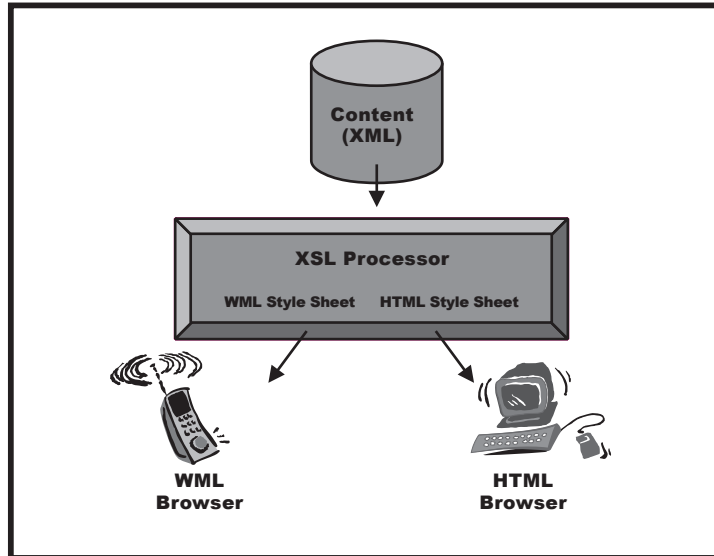 Content
(XML)
XSL Processor
WML Style Sheet HTML Style Sheet
WML
Browser
HTML
Browser